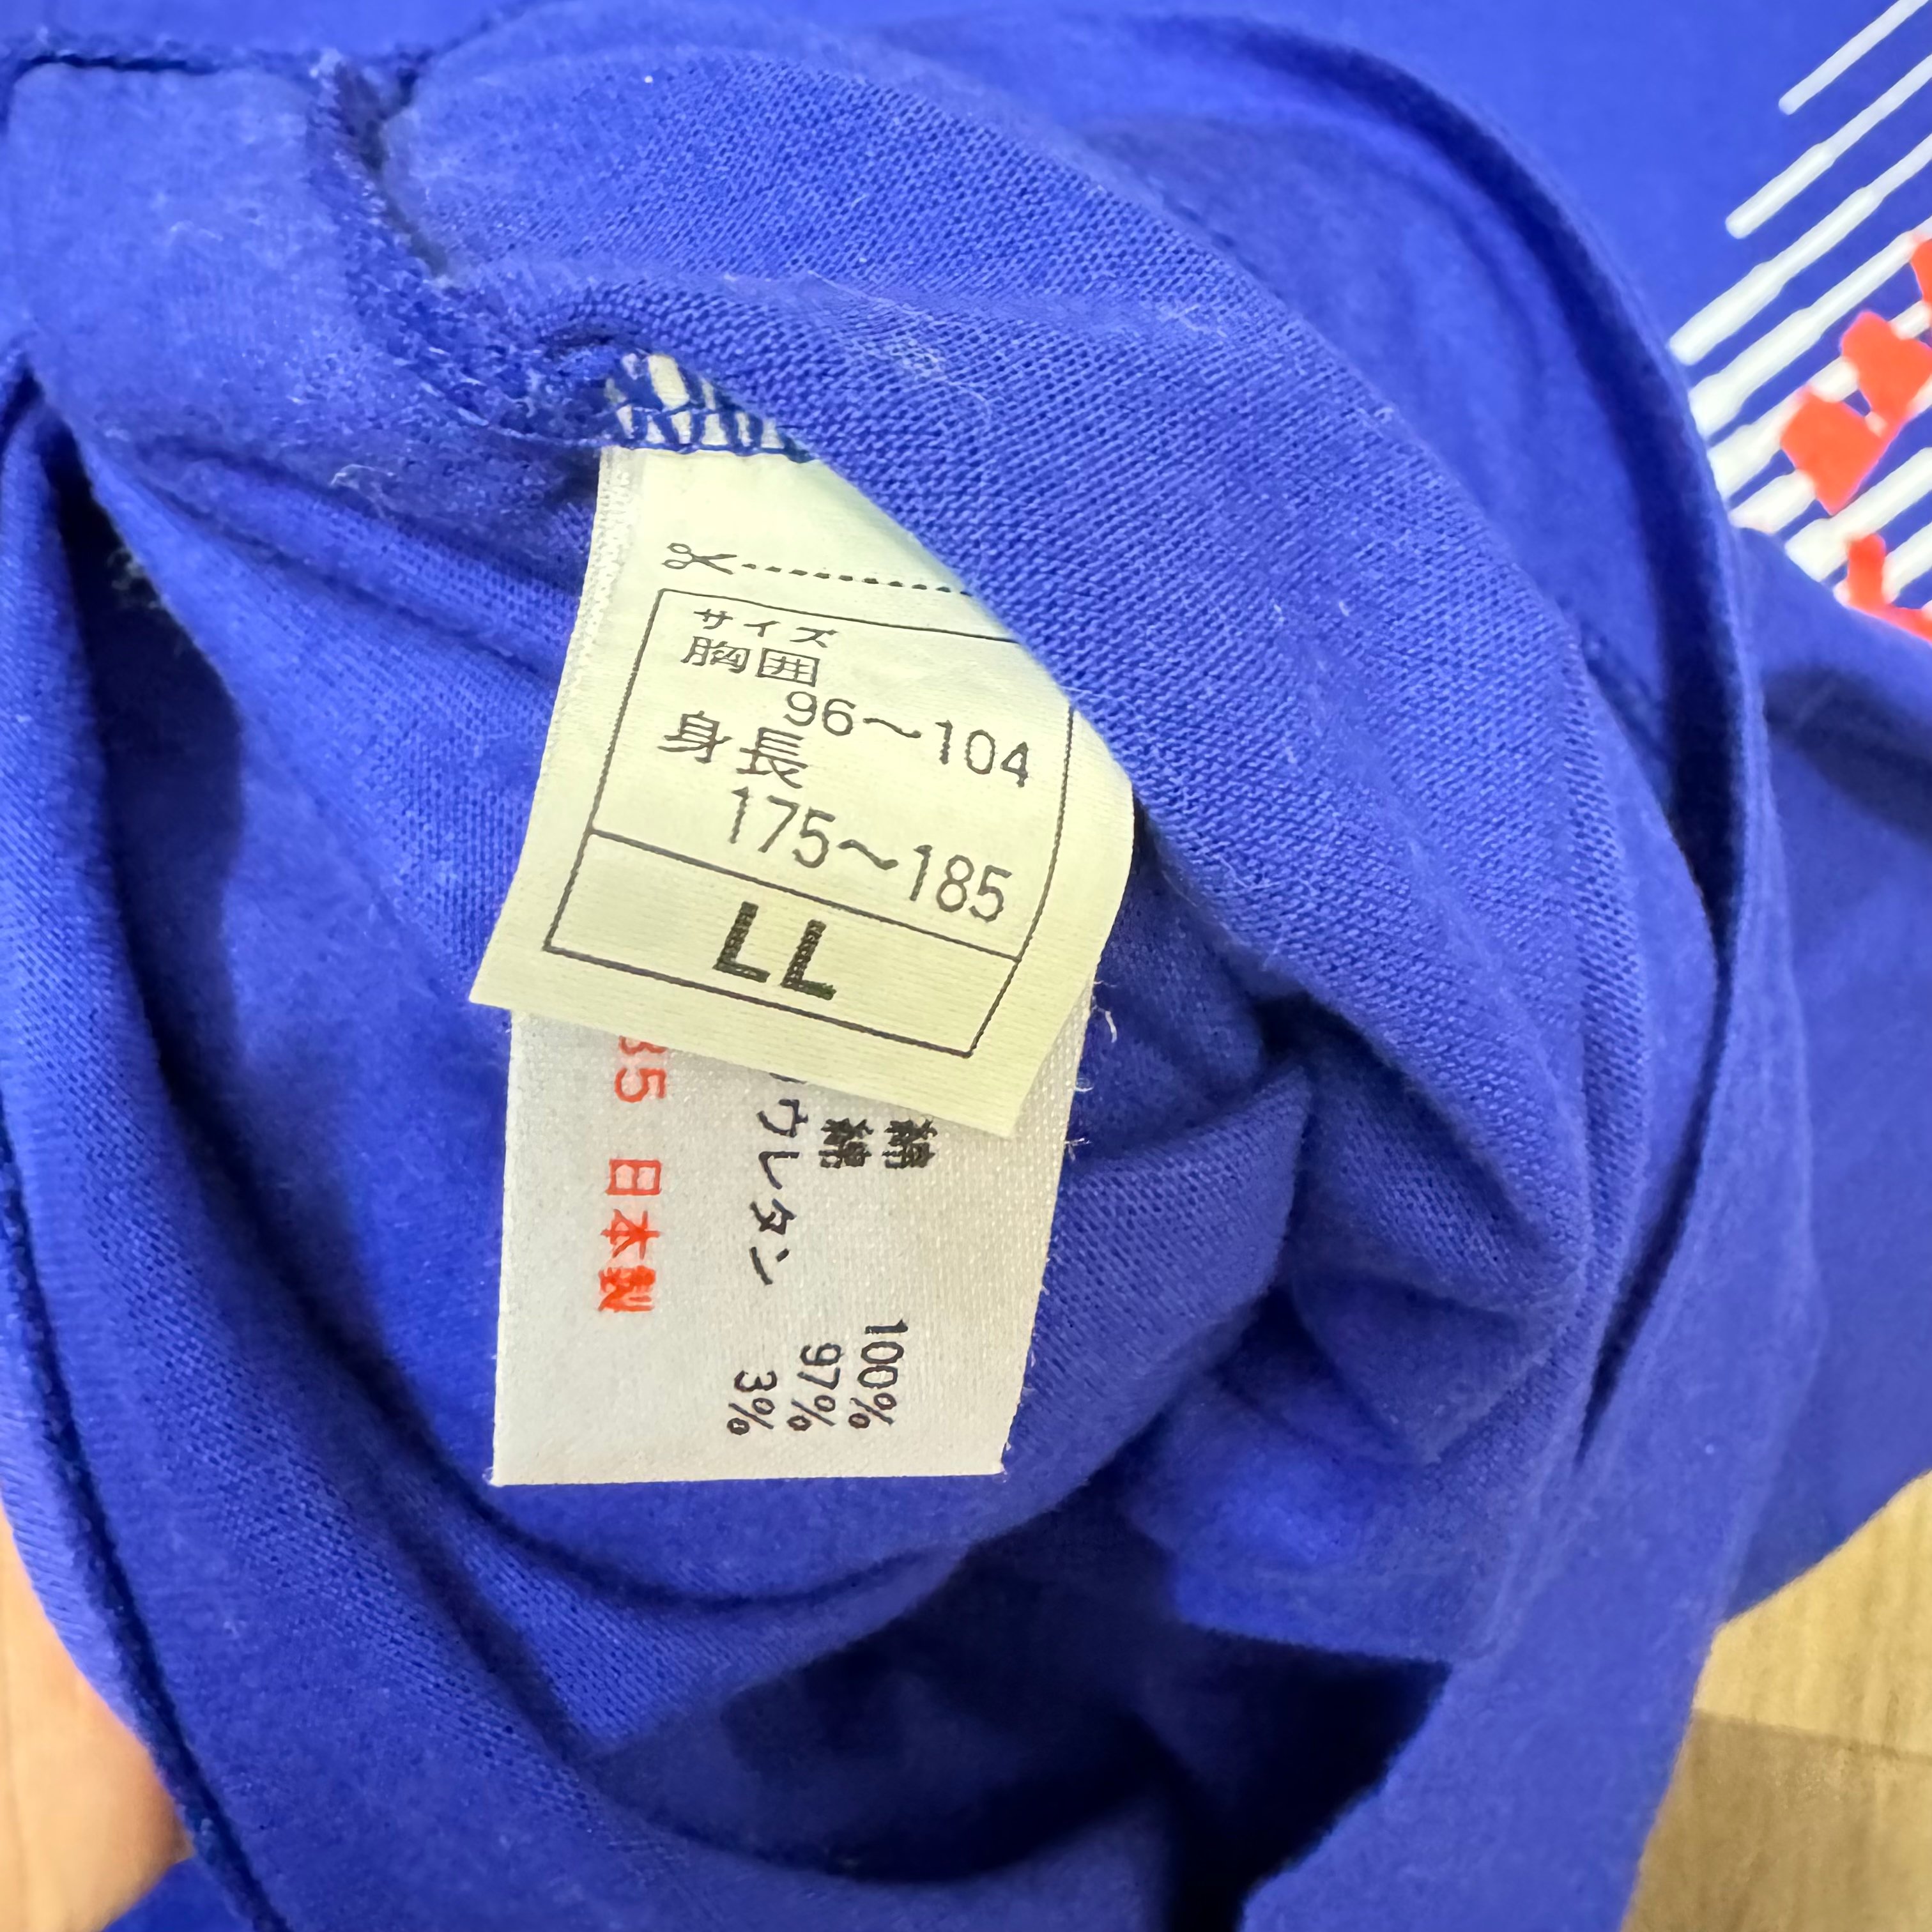 サイズ
胸囲
96〜104
身長
175〜185
LL
綿 100%
綿 97%
ウレタン 3%
35 日本製